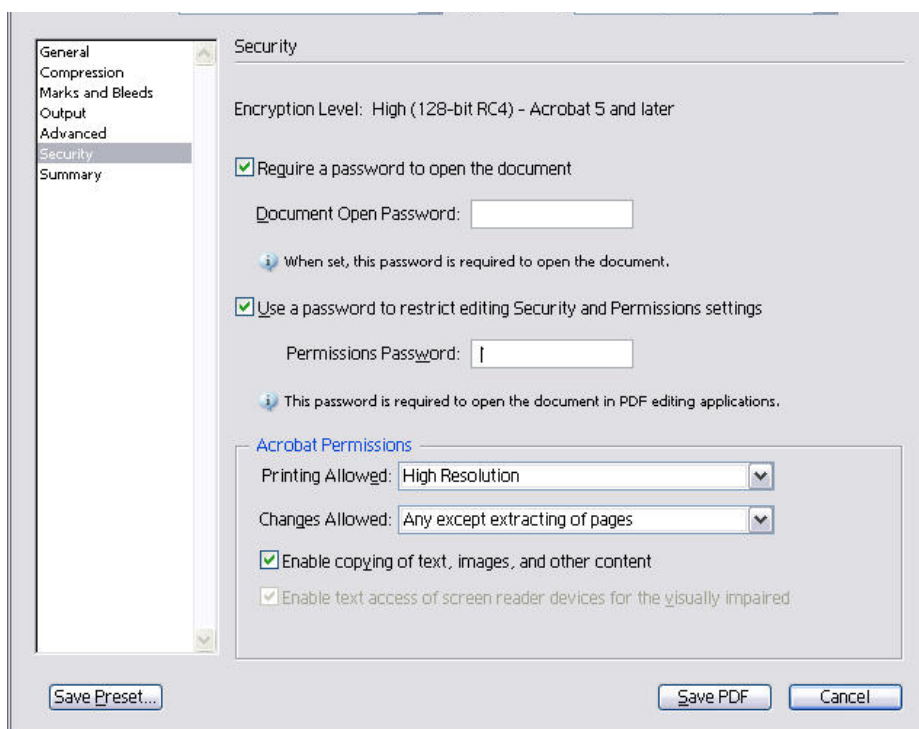 General
Compression
Marks and Bleeds
Output
Advanced
Security
Summary
Security
Encryption Level: High (128-bit RC4) - Acrobat 5 and later
Require a password to open the document
Document Open Password:
When set, this password is required to open the document.
Use a password to restrict editing Security and Permissions settings
Permissions Password:
This password is required to open the document in PDF editing applications.
Acrobat Permissions
Printing Allowed: High Resolution
Changes Allowed: Any except extracting of pages
Enable copying of text, images, and other content
Enable text access of screen reader devices for the visually impaired
Save Preset... Save PDF Cancel